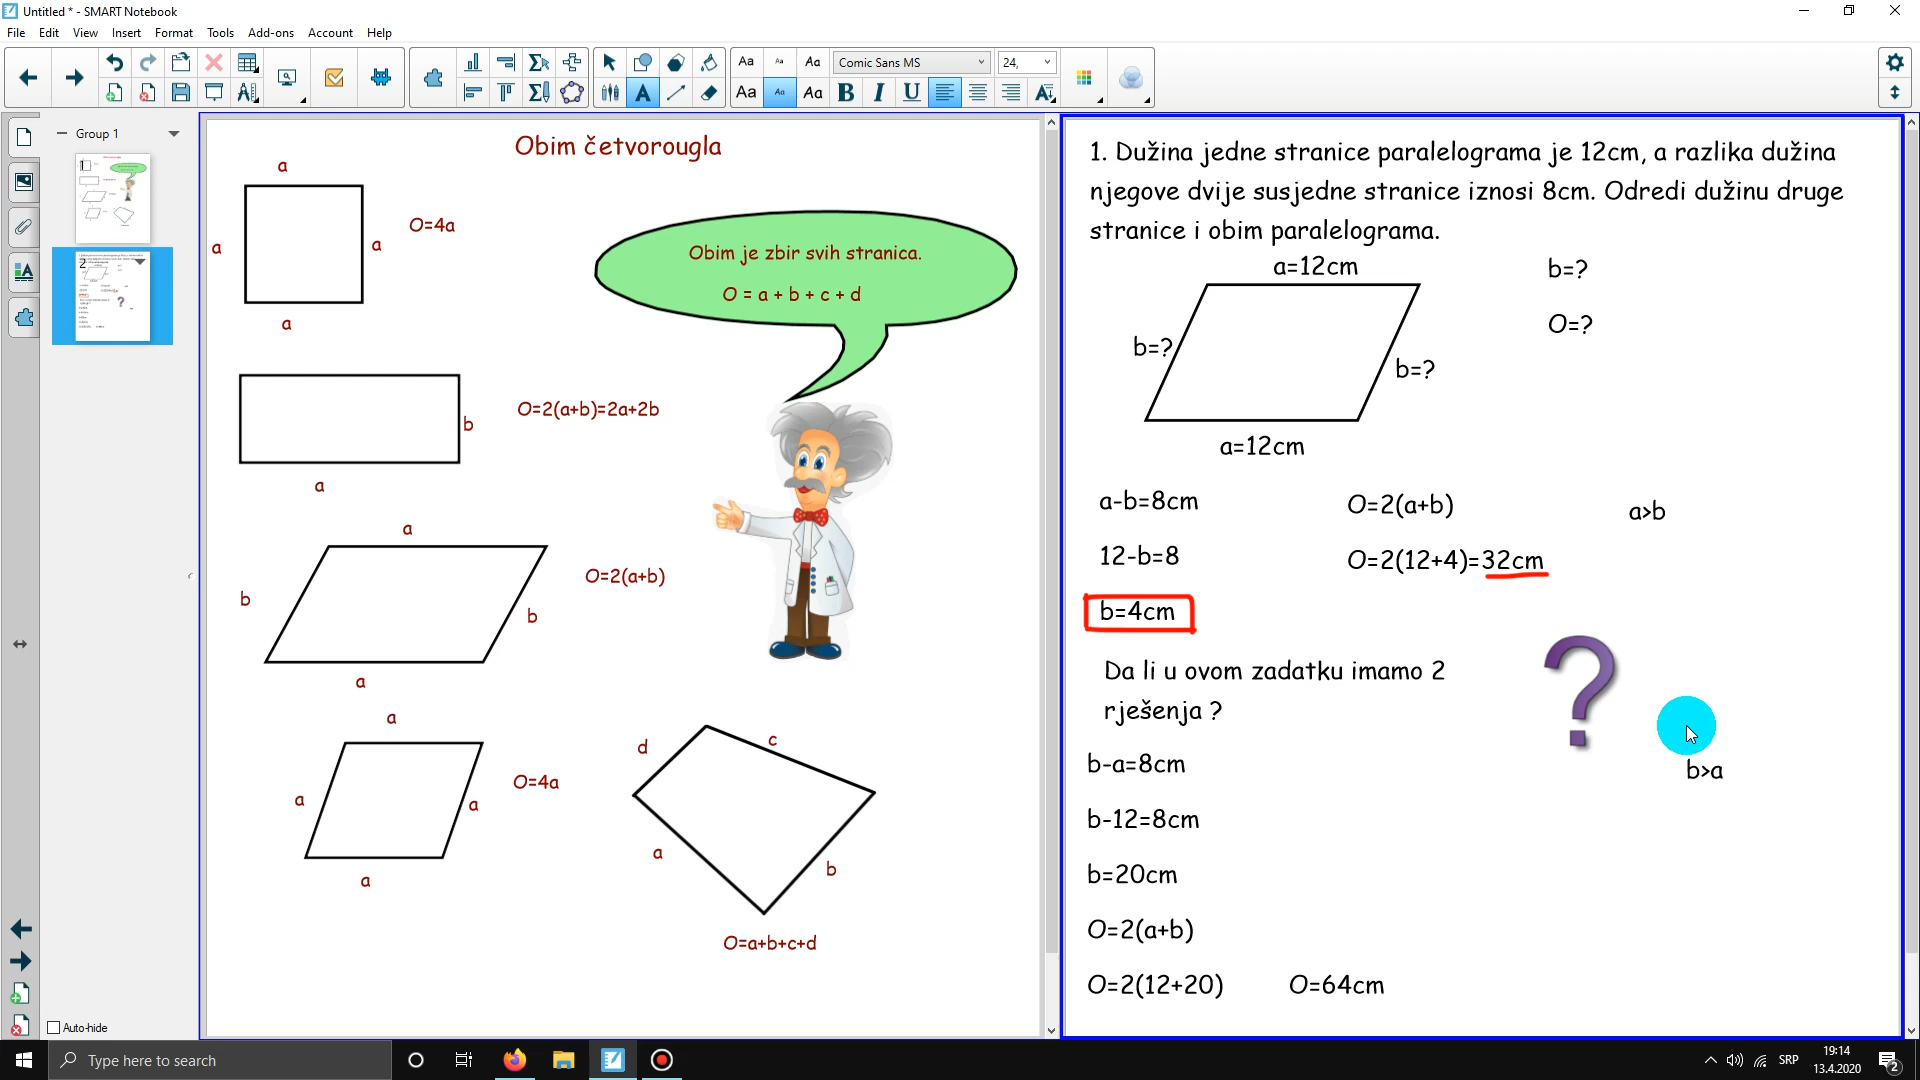 Untitled * - SMART Notebook
File Edit View Insert Format Tools Add-ons Account Help
Comic Sans MS
24,
Group 1
1
2
Auto-hide
Obim četvorougla
a
a
a
a
O=4a
Obim je zbir svih stranica.
O = a + b + c + d
O=2(a+b)=2a+2b
b
a
a
b
b
a
O=2(a+b)
a
a
a
a
O=4a
d
c
a
b
O=a+b+c+d
1. Dužina jedne stranice paralelograma je 12cm, a razlika dužina
njegove dvije susjedne stranice iznosi 8cm. Odredi dužinu druge
stranice i obim paralelograma.
a=12cm
b=?
b=?
a=12cm
b=?
O=?
a-b=8cm
12-b=8
b=4cm
O=2(a+b)
O=2(12+4)=32cm
a>b
Da li u ovom zadatku imamo 2
rješenja ?
?
b>a
b-a=8cm
b-12=8cm
b=20cm
O=2(a+b)
O=2(12+20) O=64cm
Type here to search
SRP
19:14
13.4.2020
2